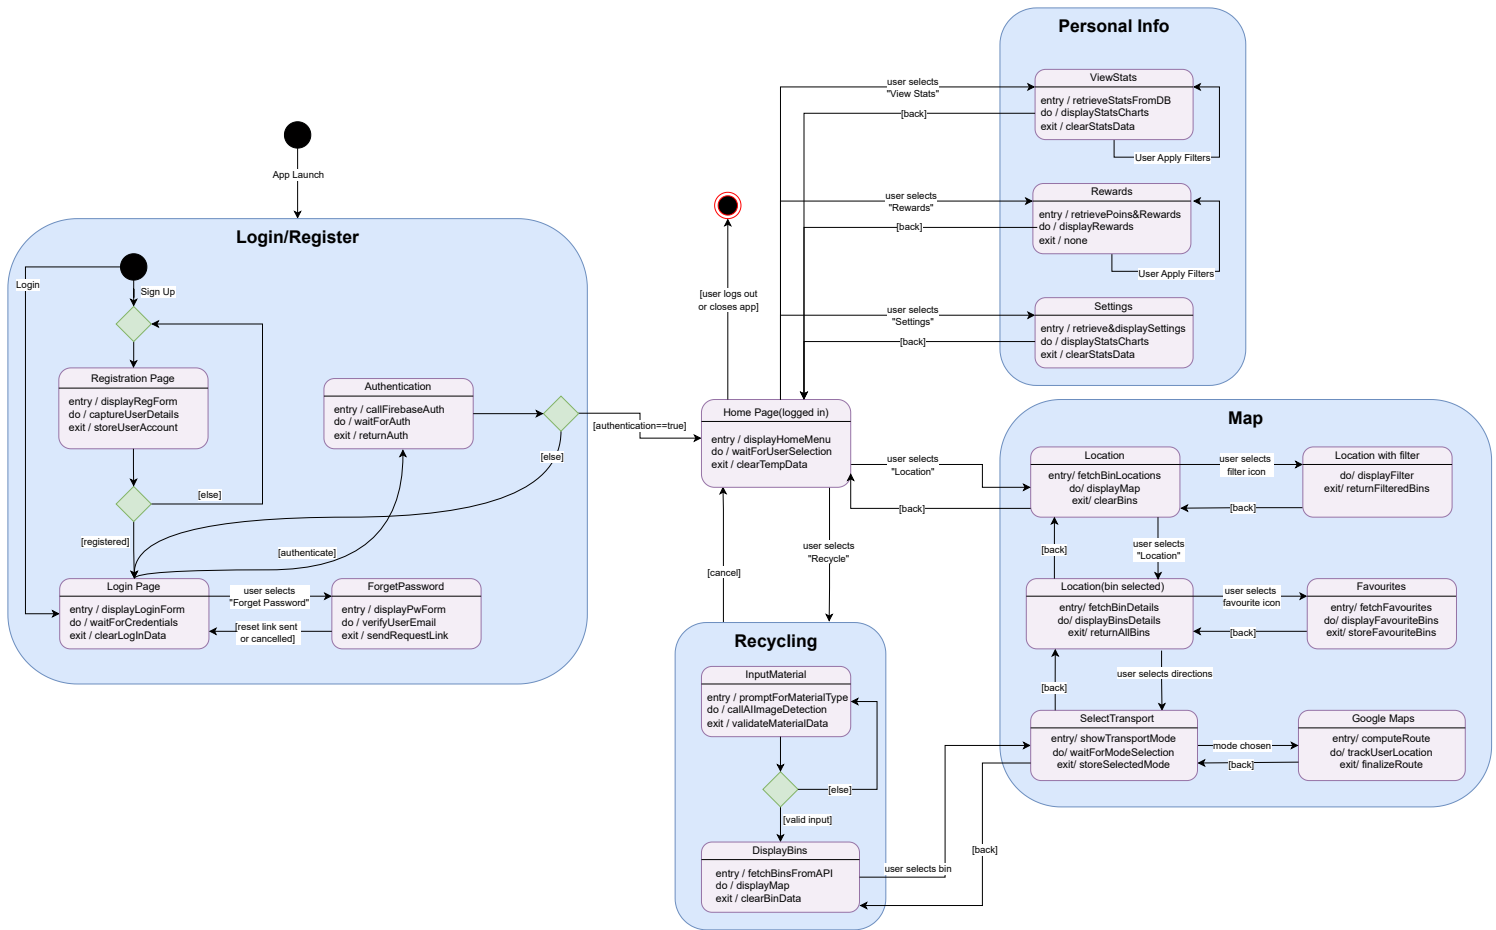 App Launch
Login/Register
Login
Sign Up
Registration Page
entry / displayRegForm
do / captureUserDetails
exit / storeUserAccount
[else]
[registered]
Authentication
entry / callFirebaseAuth
do / waitForAuth
exit / returnAuth
[else]
[authentication==true]
[authenticate]
Login Page
entry / displayLoginForm
do / waitForCredentials
exit / clearLogInData
user selects
"Forget Password"
[reset link sent
or cancelled]
ForgetPassword
entry / displayPwForm
do / verifyUserEmail
exit / sendRequestLink
[user logs out
or closes app]
Home Page(logged in)
entry / displayHomeMenu
do / waitForUserSelection
exit / clearTempData
Personal Info
user selects
"View Stats"
[back]
ViewStats
entry / retrieveStatsFromDB
do / displayStatsCharts
exit / clearStatsData
User Apply Filters
user selects
"Rewards"
[back]
Rewards
entry / retrievePoins&Rewards
do / displayRewards
exit / none
User Apply Filters
user selects
"Settings"
[back]
Settings
entry / retrieve&displaySettings
do / displayStatsCharts
exit / clearStatsData
user selects
"Location"
[back]
Map
Location
entry/ fetchBinLocations
do/ displayMap
exit/ clearBins
user selects
filter icon
[back]
Location with filter
do/ displayFilter
exit/ returnFilteredBins
[back]
user selects
"Location"
Location(bin selected)
entry/ fetchBinDetails
do/ displayBinsDetails
exit/ returnAllBins
user selects
favourite icon
[back]
Favourites
entry/ fetchFavourites
do/ displayFavouriteBins
exit/ storeFavouriteBins
[back]
user selects directions
SelectTransport
entry/ showTransportMode
do/ waitForModeSelection
exit/ storeSelectedMode
mode chosen
[back]
Google Maps
entry/ computeRoute
do/ trackUserLocation
exit/ finalizeRoute
[cancel]
user selects
"Recycle"
Recycling
InputMaterial
entry / promptForMaterialType
do / callAIImageDetection
exit / validateMaterialData
[else]
[valid input]
DisplayBins
entry / fetchBinsFromAPI
do / displayMap
exit / clearBinData
user selects bin
[back]